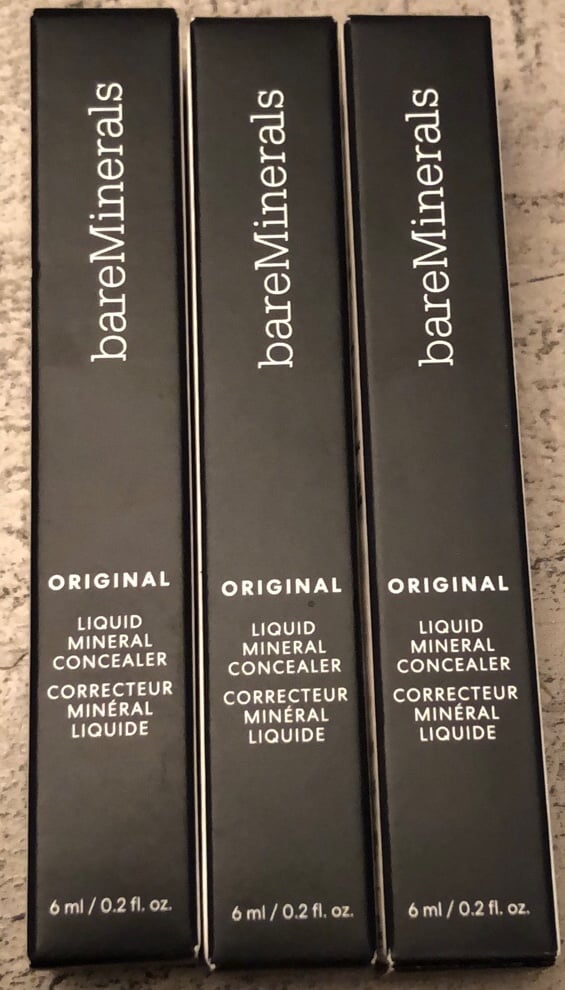 bareMinerals
ORIGINAL
LIQUID
MINERAL
CONCEALER
CORRECTEUR
MINÉRAL
LIQUIDE
6 ml / 0.2 fl. oz.
bareMinerals
ORIGINAL
LIQUID
MINERAL
CONCEALER
CORRECTEUR
MINÉRAL
LIQUIDE
6 ml / 0.2 fl. oz.
bareMinerals
ORIGINAL
LIQUID
MINERAL
CONCEALER
CORRECTEUR
MINÉRAL
LIQUIDE
6 ml / 0.2 fl. oz.